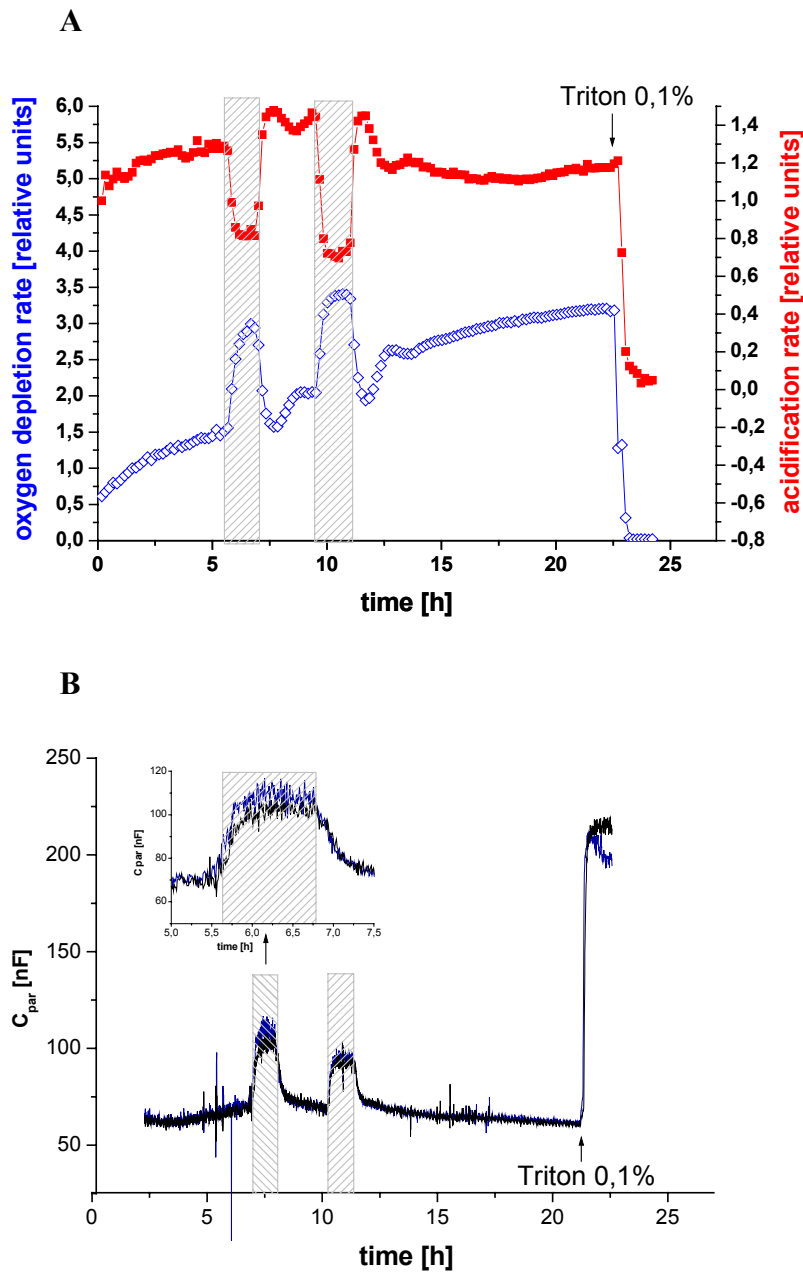 A
Triton 0,1%
6,0
5,5
5,0
4,5
4,0
3,5
3,0
2,5
2,0
1,5
1,0
0,5
0,0
oxygen depletion rate [relative units]
1,4
1,2
1,0
0,8
0,6
0,4
0,2
0,0
-0,2
-0,4
-0,6
-0,8
acidification rate [relative units]
0 5 10 15 20 25
time [h]
B
250
200
150
100
50
C par [nF]
120
100
80
60
C par [nF]
5,0 5,5 6,0 6,5 7,0 7,5
time [h]
Triton 0,1%
0 5 10 15 20 25
time [h]